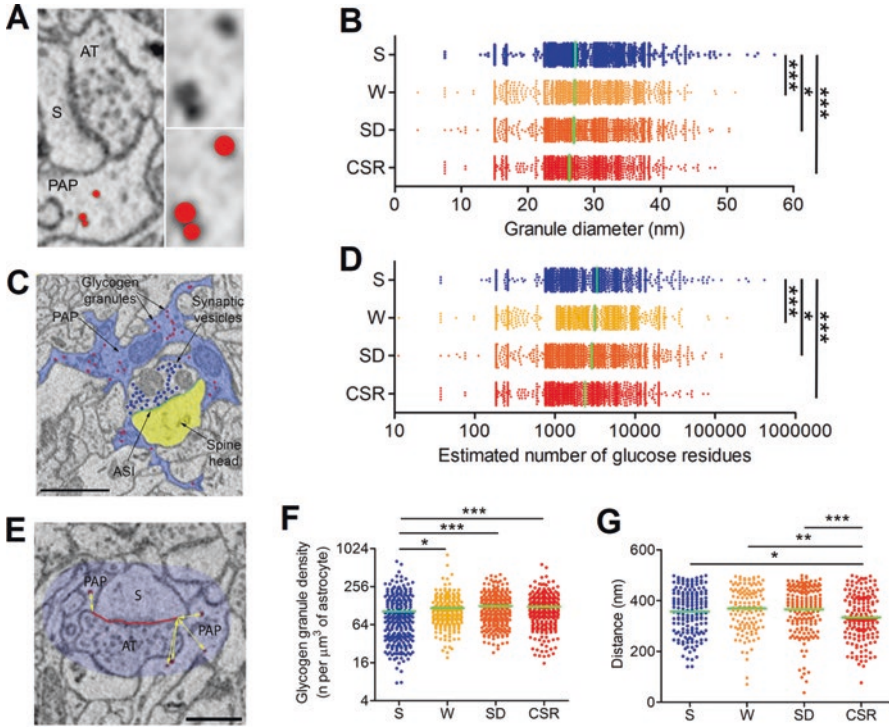 A
AT
S
PAP
B
S
W
SD
CSR
***
*
***
0 10 20 30 40 50 60
Granule diameter (nm)
C
Glycogen
granules
Synaptic
vesicles
PAP
ASI
Spine
head
D
S
W
SD
CSR
***
*
***
10 100 1000 10000 100000 1000000
Estimated number of glucose residues
E
PAP
S
PAP
AT
F
***
***
*
Glycogen granule density
(n per μm³ of astrocyte)
1024
256
64
16
4
S W SD CSR
G
***
**
*
Distance (nm)
600
400
200
0
S W SD CSR